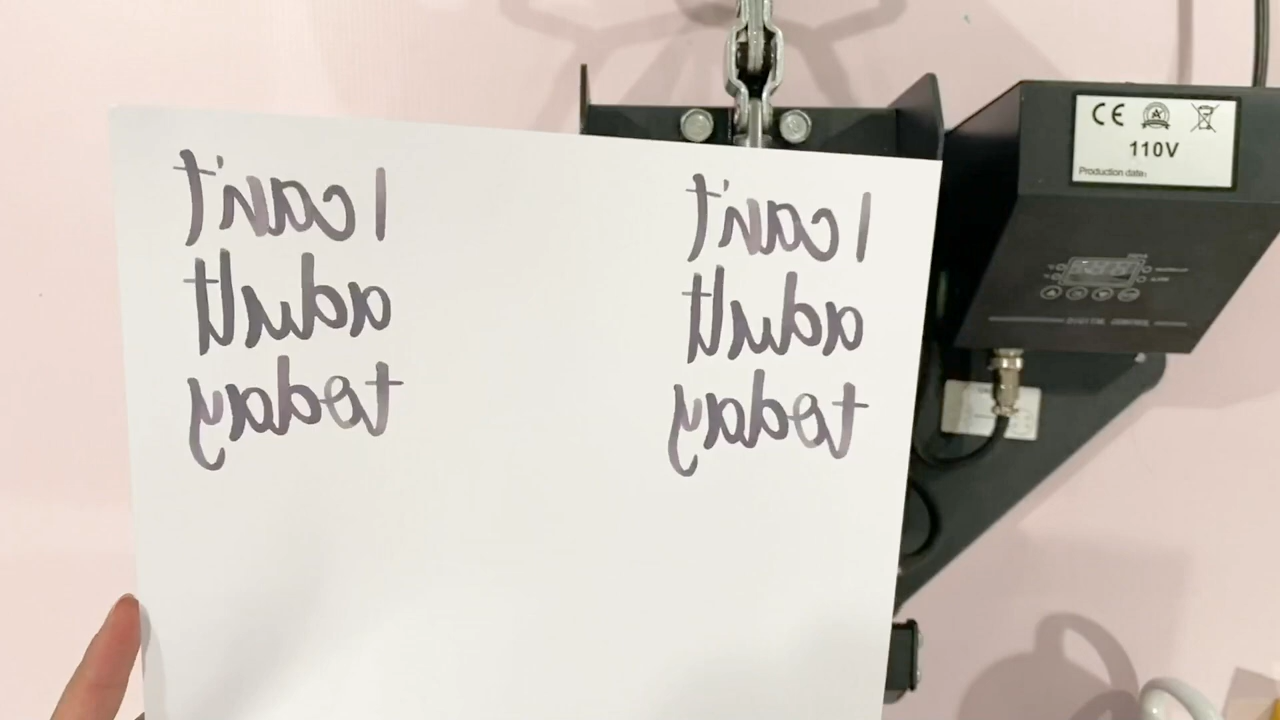 I can't
adult
today
I can't
adult
today
CE
110V
Production date: